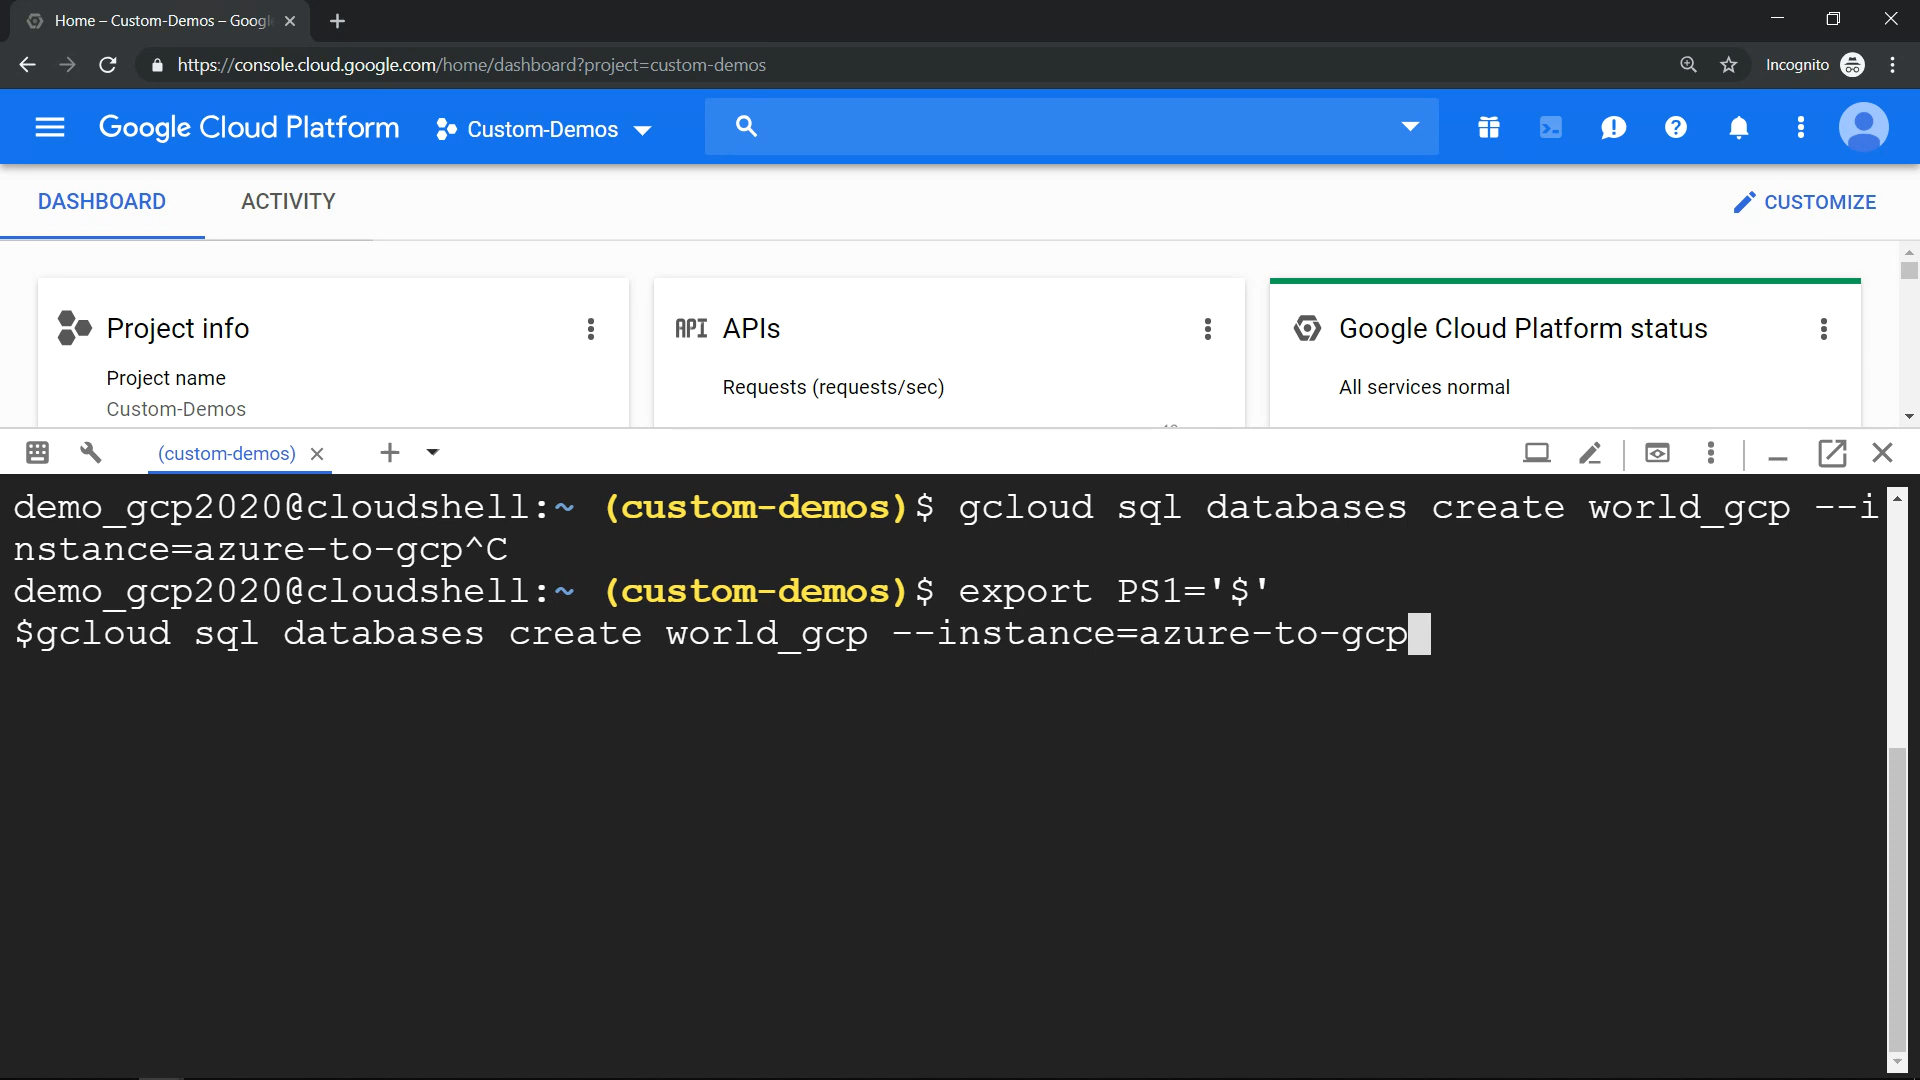 Home – Custom-Demos – Googl
https://console.cloud.google.com/home/dashboard?project=custom-demos
Incognito
Google Cloud Platform
Custom-Demos
DASHBOARD
ACTIVITY
CUSTOMIZE
Project info
API APIs
Google Cloud Platform status
Project name
Requests (requests/sec)
All services normal
Custom-Demos
(custom-demos)
demo_gcp2020@cloudshell:~ (custom-demos)$ gcloud sql databases create world_gcp --i
nstance=azure-to-gcp^C
demo_gcp2020@cloudshell:~ (custom-demos)$ export PS1='$'
$gcloud sql databases create world_gcp --instance=azure-to-gcp